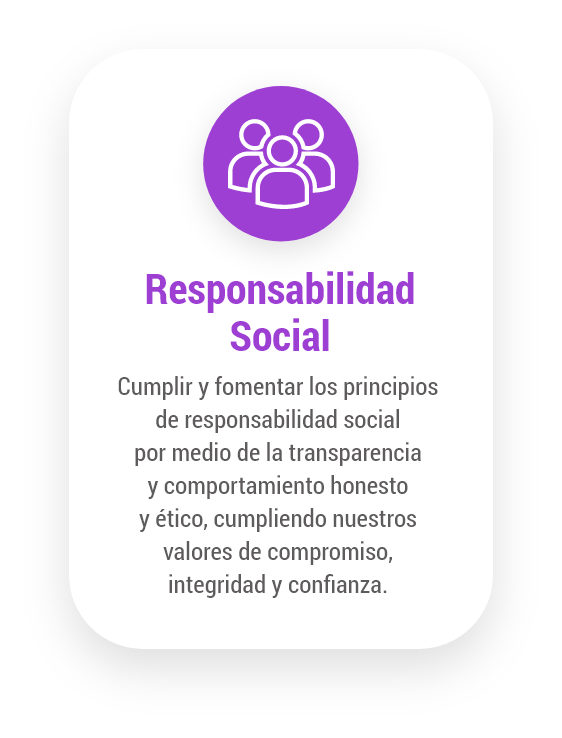 Responsabilidad
Social
Cumplir y fomentar los principios
de responsabilidad social
por medio de la transparencia
y comportamiento honesto
y ético, cumpliendo nuestros
valores de compromiso,
integridad y confianza.